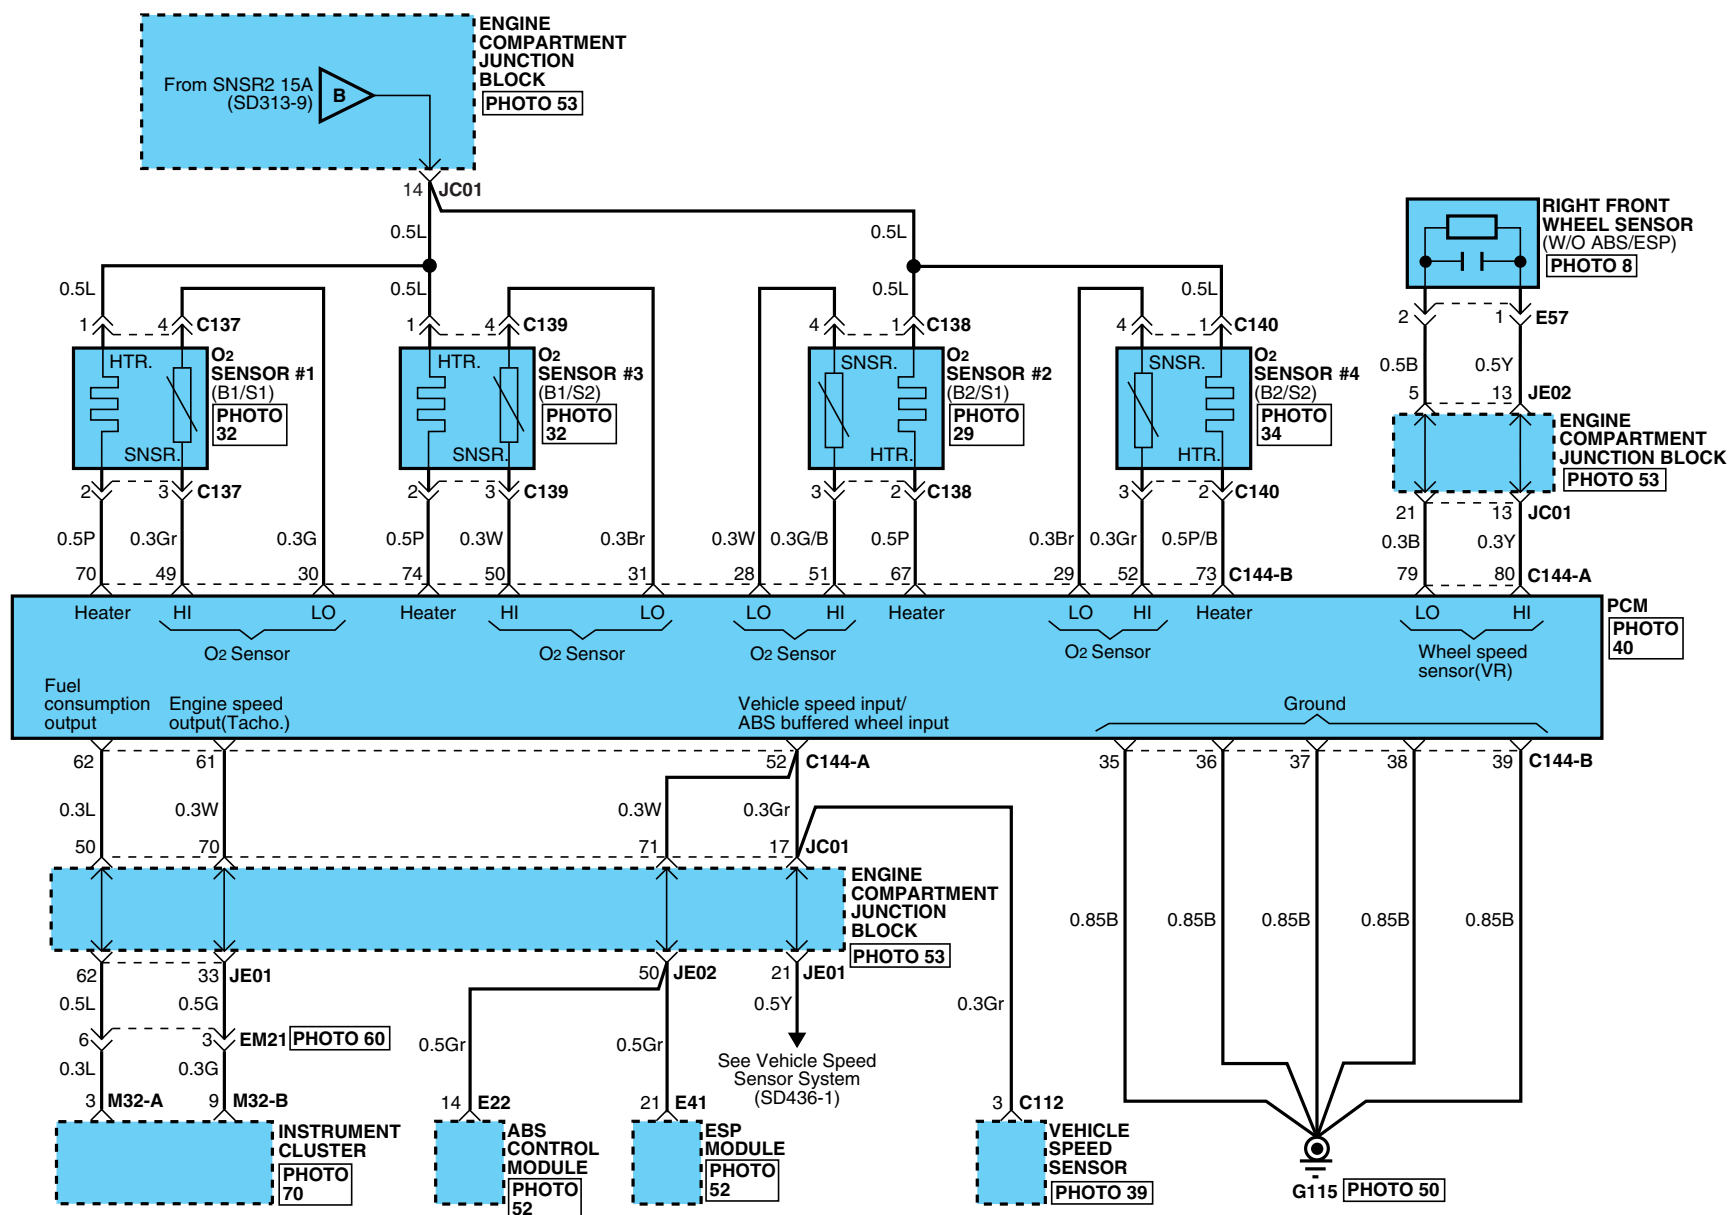 ENGINE
COMPARTMENT
JUNCTION
BLOCK
PHOTO 53
From SNSR2 15A
(SD313-9)
B
14 JC01
0.5L 0.5L
RIGHT FRONT
WHEEL SENSOR
(W/O ABS/ESP)
PHOTO 8
0.5L 0.5L 0.5L 0.5L
1 4 C137 1 4 C139 4 1 C138 4 1 C140 2 1 E57
HTR. SNSR.
O2
SENSOR #1
(B1/S1)
PHOTO
32
HTR. SNSR.
O2
SENSOR #3
(B1/S2)
PHOTO
32
SNSR. HTR.
O2
SENSOR #2
(B2/S1)
PHOTO
29
SNSR. HTR.
O2
SENSOR #4
(B2/S2)
PHOTO
34
0.5B 0.5Y
5 13 JE02
ENGINE
COMPARTMENT
JUNCTION BLOCK
PHOTO 53
2 3 C137 2 3 C139 3 2 C138 3 2 C140 21 13 JC01
0.5P 0.3Gr 0.3G 0.5P 0.3W 0.3Br 0.3W 0.3G/B 0.5P 0.3Br 0.3Gr 0.5P/B 0.3B 0.3Y
70 49 30 74 50 31 28 51 67 29 52 73 C144-B 79 80 C144-A
Heater HI LO Heater HI LO LO HI Heater LO HI Heater LO HI
O2 Sensor O2 Sensor O2 Sensor O2 Sensor
Wheel speed
sensor(VR)
PCM
PHOTO
40
Fuel
consumption
output
Engine speed
output(Tacho.)
Vehicle speed input/
ABS buffered wheel input
Ground
62 61 52 C144-A 35 36 37 38 39 C144-B
0.3L 0.3W 0.3W 0.3Gr
50 70 71 17 JC01
ENGINE
COMPARTMENT
JUNCTION
BLOCK
PHOTO 53
0.85B 0.85B 0.85B 0.85B 0.85B
62 33 JE01 50 JE02 21 JE01
0.5L 0.5G 0.5Y 0.3Gr
6 3 EM21 PHOTO 60
0.5Gr 0.5Gr
See Vehicle Speed
Sensor System
(SD436-1)
0.3L 0.3G
3 M32-A 9 M32-B 14 E22 21 E41 3 C112
INSTRUMENT
CLUSTER
PHOTO
70
ABS
CONTROL
MODULE
PHOTO
52
ESP
MODULE
PHOTO
52
VEHICLE
SPEED
SENSOR
PHOTO 39
G115 PHOTO 50